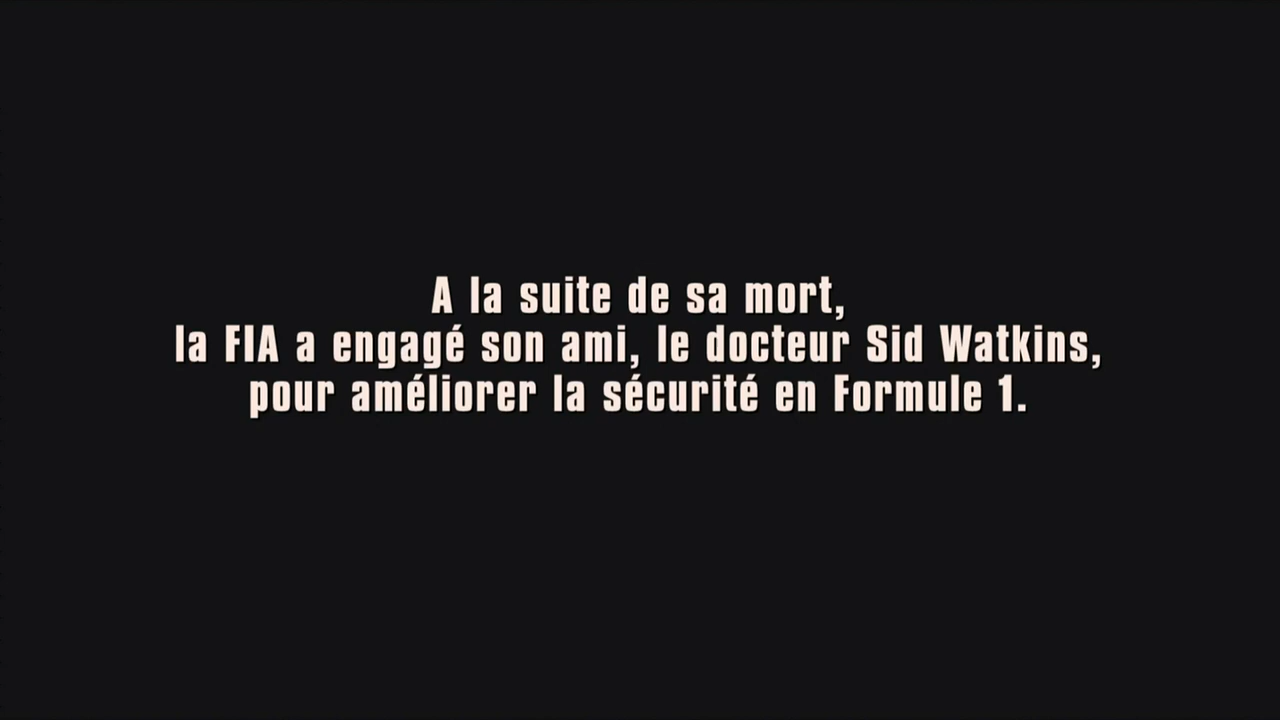 A la suite de sa mort,
la FIA a engagé son ami, le docteur Sid Watkins,
pour améliorer la sécurité en Formule 1.